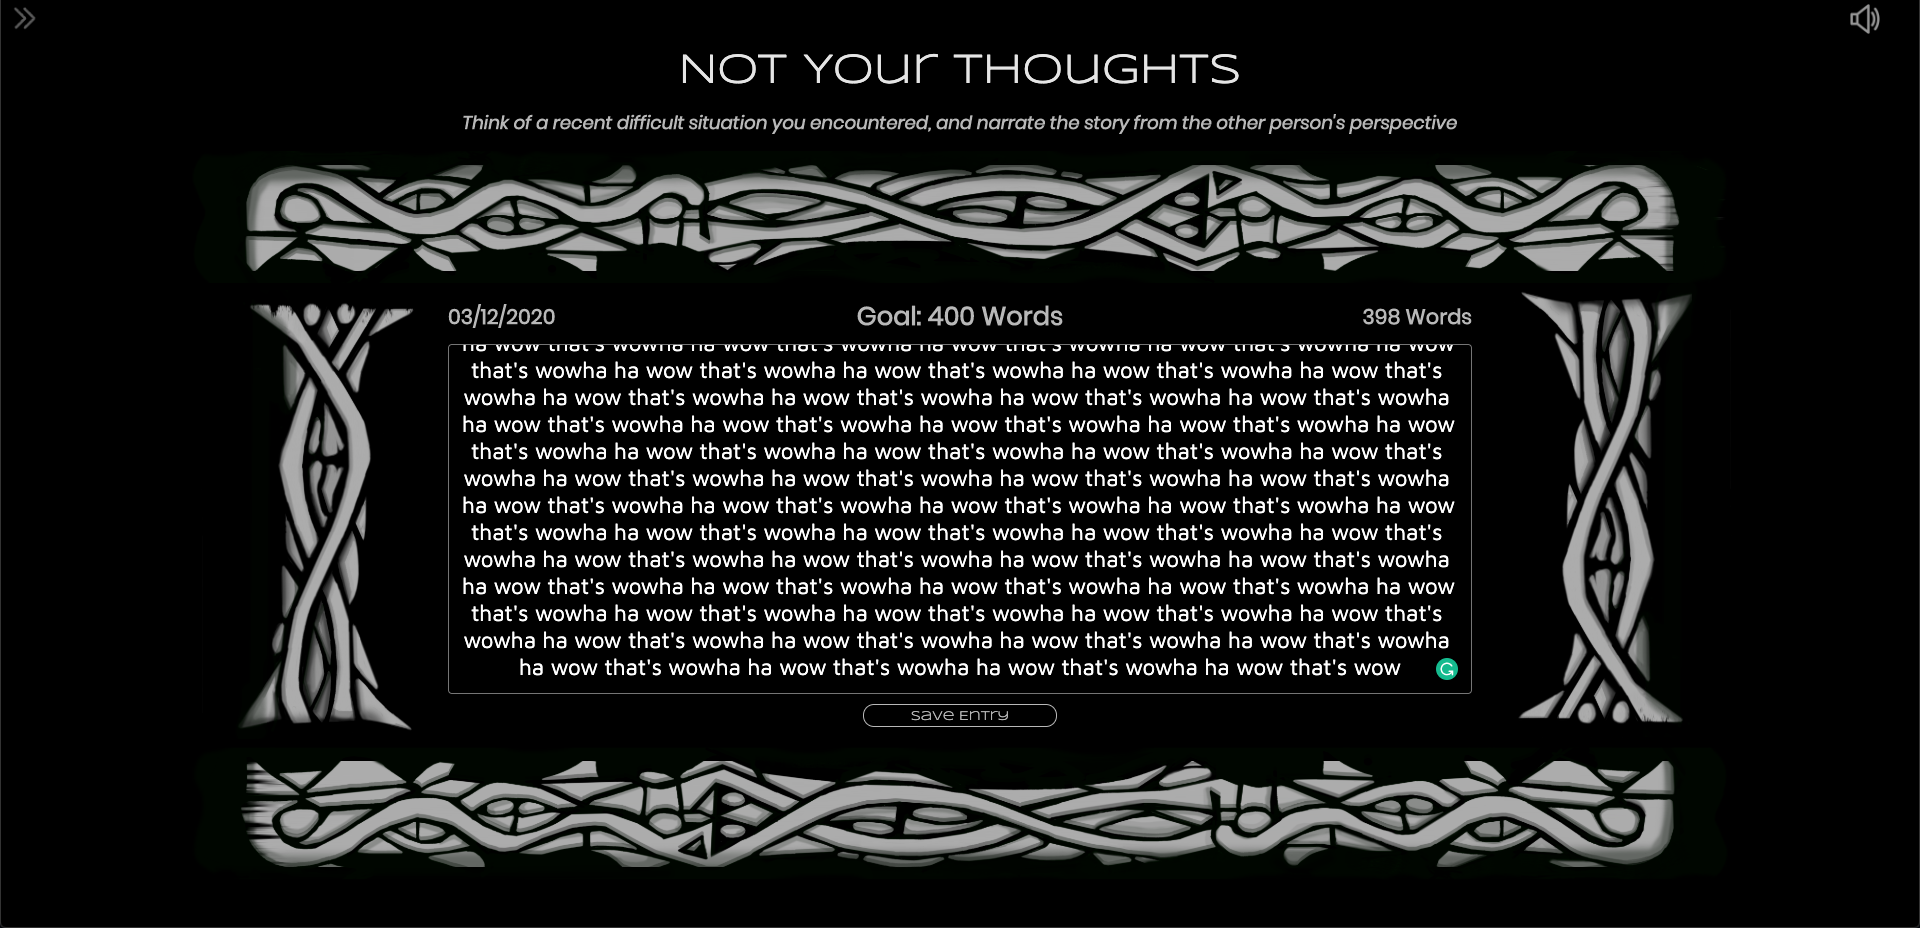 NOT YOUR THOUGHTS
Think of a recent difficult situation you encountered, and narrate the story from the other person's perspective
03/12/2020
Goal: 400 Words
398 Words
ha wow that's wowha ha wow that's wowha ha wow that's wowha ha wow that's wowha ha wow
that's wowha ha wow that's wowha ha wow that's wowha ha wow that's wowha ha wow that's
wowha ha wow that's wowha ha wow that's wowha ha wow that's wowha ha wow that's wowha
ha wow that's wowha ha wow that's wowha ha wow that's wowha ha wow that's wowha ha wow
that's wowha ha wow that's wowha ha wow that's wowha ha wow that's wowha ha wow that's
wowha ha wow that's wowha ha wow that's wowha ha wow that's wowha ha wow that's wowha
ha wow that's wowha ha wow that's wowha ha wow that's wowha ha wow that's wowha ha wow
that's wowha ha wow that's wowha ha wow that's wowha ha wow that's wowha ha wow that's
wowha ha wow that's wowha ha wow that's wowha ha wow that's wowha ha wow that's wowha
ha wow that's wowha ha wow that's wowha ha wow that's wowha ha wow that's wowha ha wow
that's wowha ha wow that's wowha ha wow that's wowha ha wow that's wowha ha wow that's
wowha ha wow that's wowha ha wow that's wowha ha wow that's wowha ha wow that's wowha
ha wow that's wowha ha wow that's wowha ha wow that's wowha ha wow that's wow
Save Entry